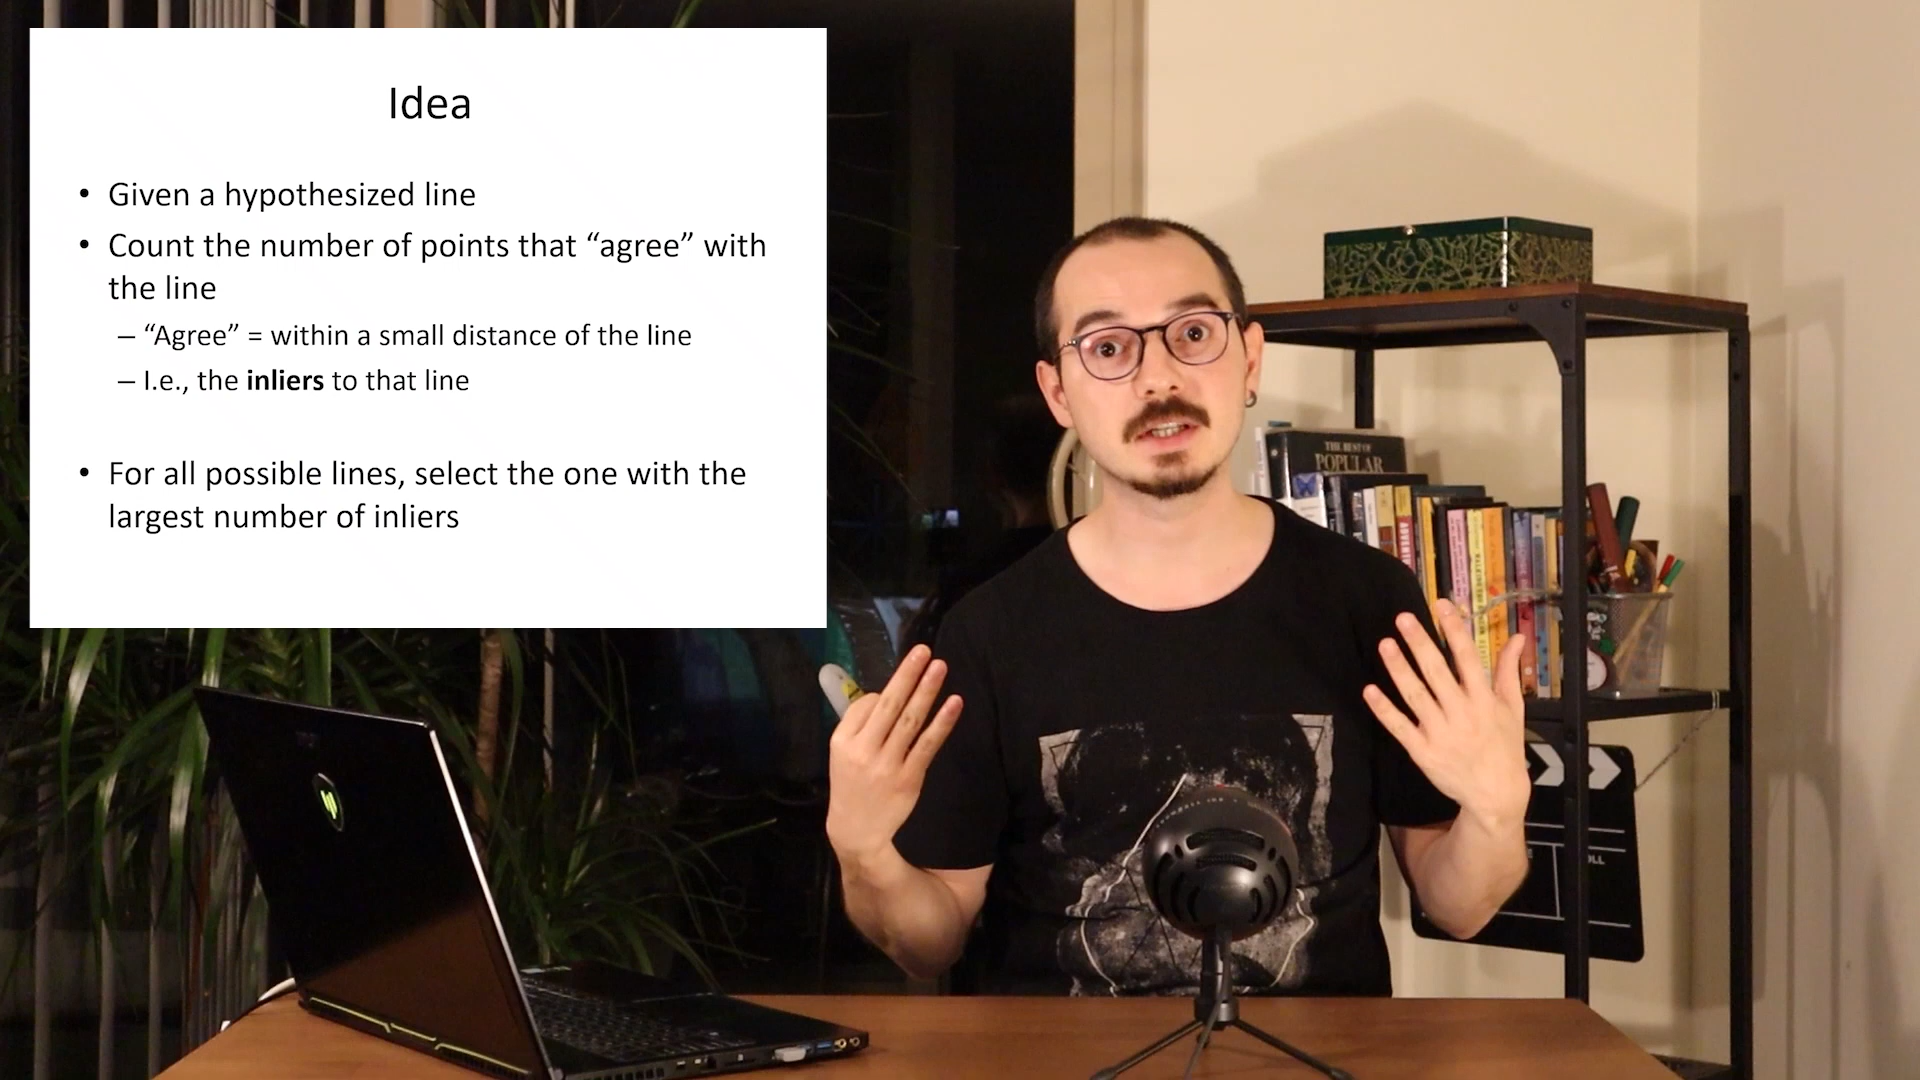 Idea
• Given a hypothesized line
• Count the number of points that “agree” with
the line
– “Agree” = within a small distance of the line
– I.e., the inliers to that line
• For all possible lines, select the one with the
largest number of inliers
THE BEST OF
POPULAR